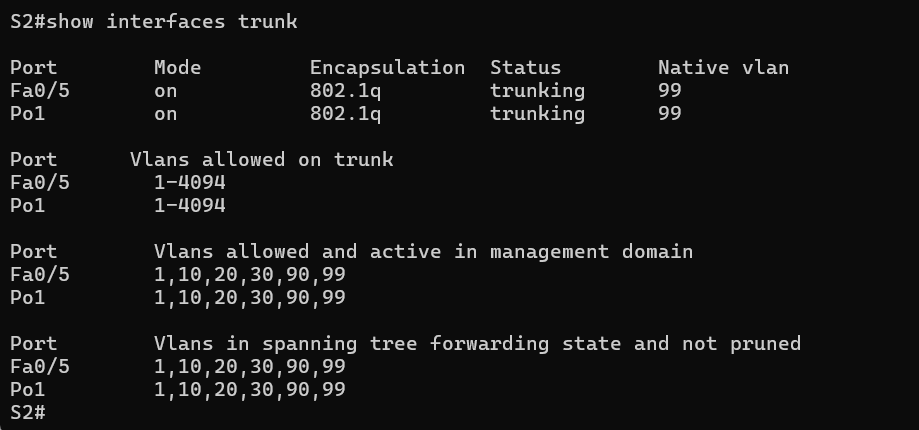 S2#show interfaces trunk
Port Mode Encapsulation Status Native vlan
Fa0/5 on 802.1q trunking 99
Po1 on 802.1q trunking 99
Port Vlans allowed on trunk
Fa0/5 1-4094
Po1 1-4094
Port Vlans allowed and active in management domain
Fa0/5 1,10,20,30,90,99
Po1 1,10,20,30,90,99
Port Vlans in spanning tree forwarding state and not pruned
Fa0/5 1,10,20,30,90,99
Po1 1,10,20,30,90,99
S2#